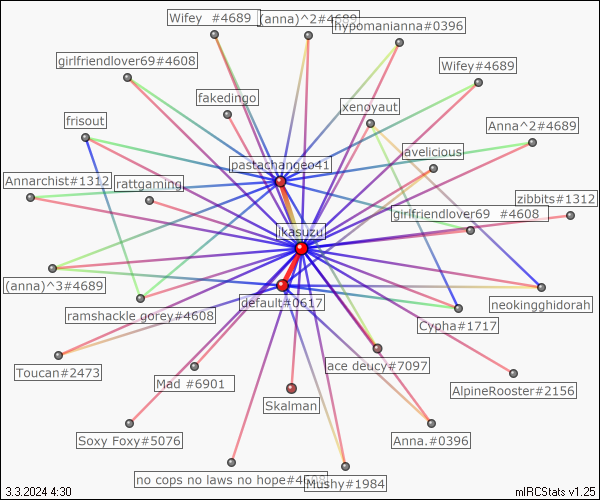 Wifey #4689
(anna)^2#4689
hypomanianna#0396
girlfriendlover69#4608
Wifey#4689
fakedingo
xenoyaut
frisout
Anna^2#4689
avelicious
pastachangeo41
Annarchist#1312
rattgaming
zibbits#1312
girlfriendlover69 #4608
jkasuzu
(anna)^3#4689
default#0617
neokingghidorah
ramshackle gorey#4608
Cypha#1717
Toucan#2473
ace deucy#7097
Mad #6901
AlpineRooster#2156
Skalman
Soxy Foxy#5076
Anna.#0396
no cops no laws no hope#4608
Mushy#1984
3.3.2024 4:30
mIRCStats v1.25